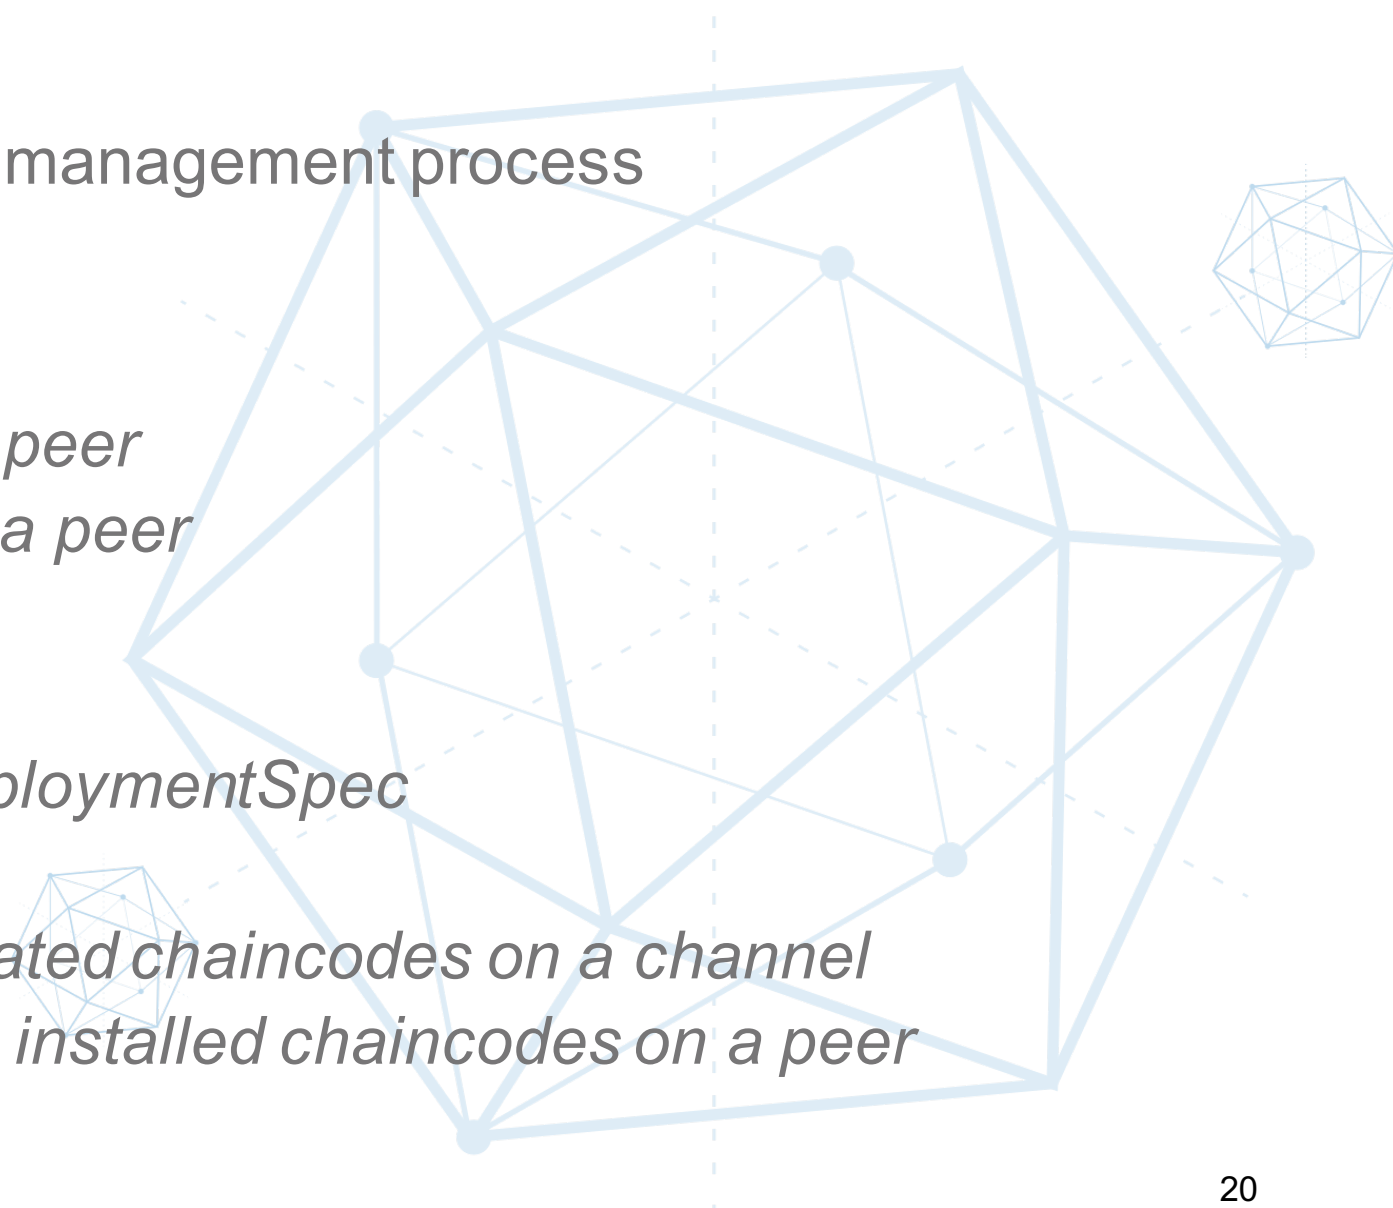 management process
peer
a peer
ploymentSpec
ated chaincodes on a channel
installed chaincodes on a peer
20